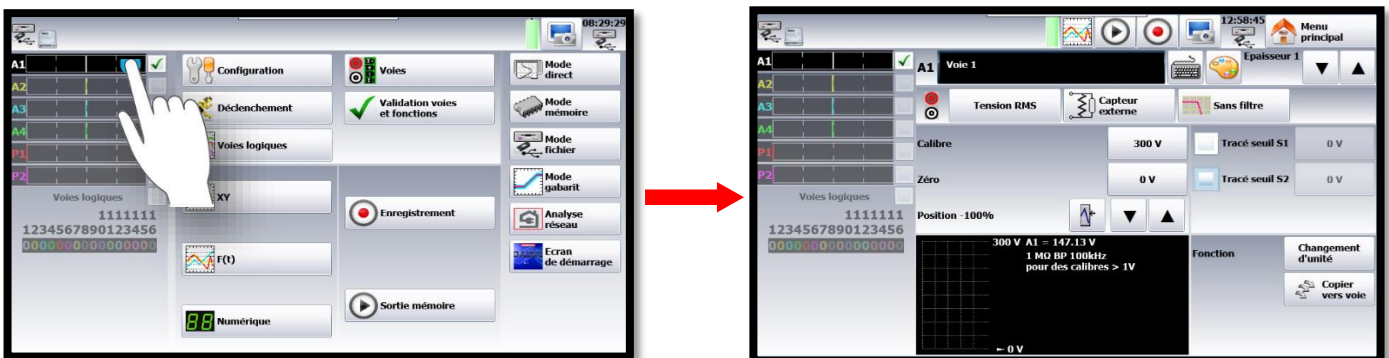 08:29:29
A1
A2
A3
A4
P1
P2
Voies logiques
1111111
1234567890123456
0000000000000000
Configuration
Déclenchement
Voies logiques
XY
F(t)
Numérique
Voies
Validation voies
et fonctions
Enregistrement
Sortie mémoire
Mode
direct
Mode
mémoire
Mode
fichier
Mode
gabarit
Analyse
réseau
Ecran
de démarrage
12:58:45
Menu
principal
A1
A2
A3
A4
P1
P2
Voies logiques
1111111
1234567890123456
0000000000000000
A1 Voie 1
Epaisseur 1
Tension RMS
Capteur
externe
Sans filtre
Calibre
300 V
Tracé seuil S1
0 V
Zéro
0 V
Tracé seuil S2
0 V
Position -100%
300 V A1 = 147.13 V
1 MΩ BP 100kHz
pour des calibres > 1V
0 V
Fonction
Changement
d'unité
Copier
vers voie